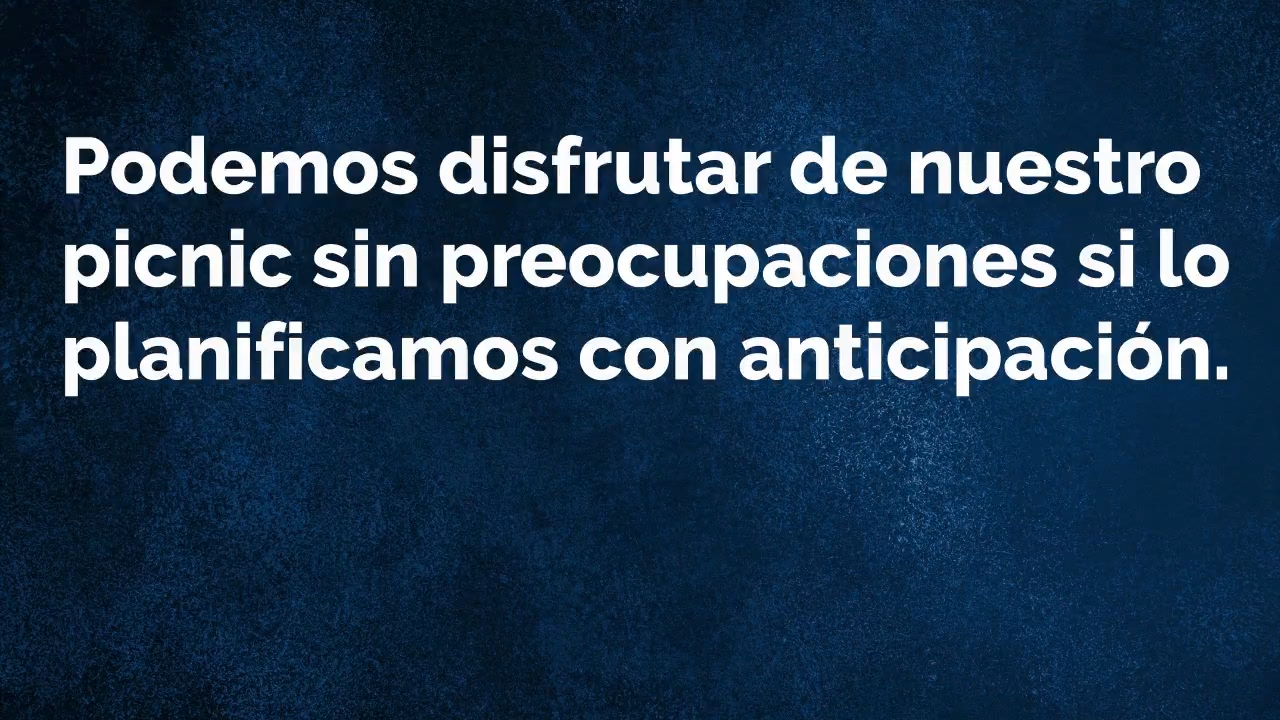 Podemos disfrutar de nuestro
picnic sin preocupaciones si lo
planificamos con anticipación.